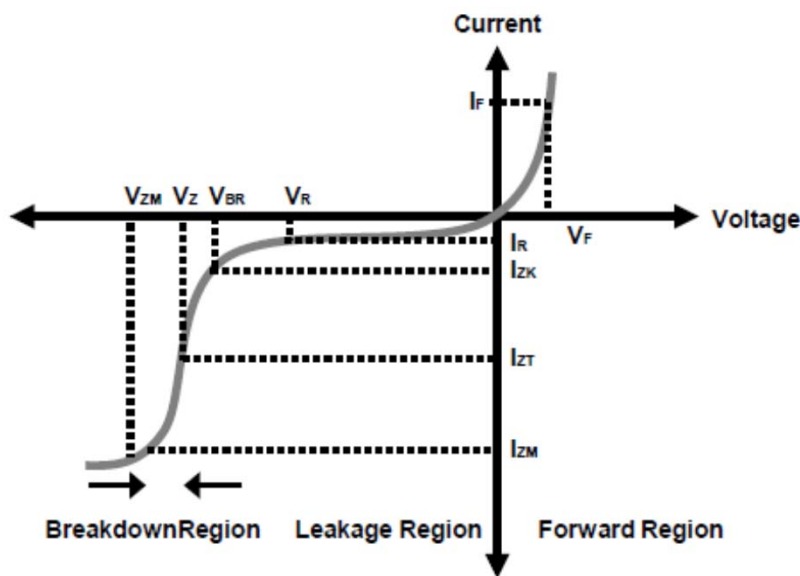 Current
IF
VZM VZ VBR VR
Voltage
VF
IR
IZK
IZT
IZM
BreakdownRegion Leakage Region Forward Region